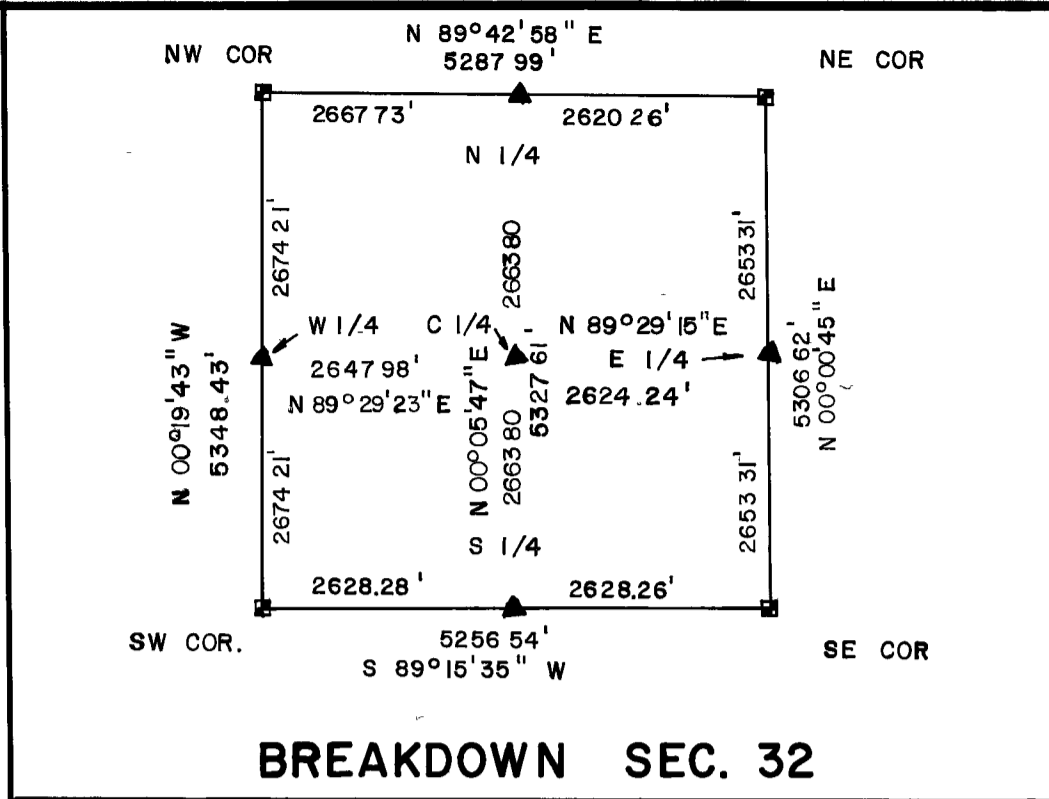 N 89°42'58" E
5287 99'
NW COR
NE COR
2667 73'
2620 26'
N 1/4
2674 21'
2663 80
2653 31'
W 1/4
C 1/4
N 89°29'15"E
E 1/4
2647 98'
N 89°29'23"E
2624.24'
N 00°19'43" W
5348.43'
N 00°05'47" E
5327 61
5306 62'
N 00°00'45" E
2674 21'
2663 80
2653 31'
S 1/4
2628.28'
2628.26'
SW COR.
5256 54'
S 89°15'35" W
SE COR
BREAKDOWN SEC. 32